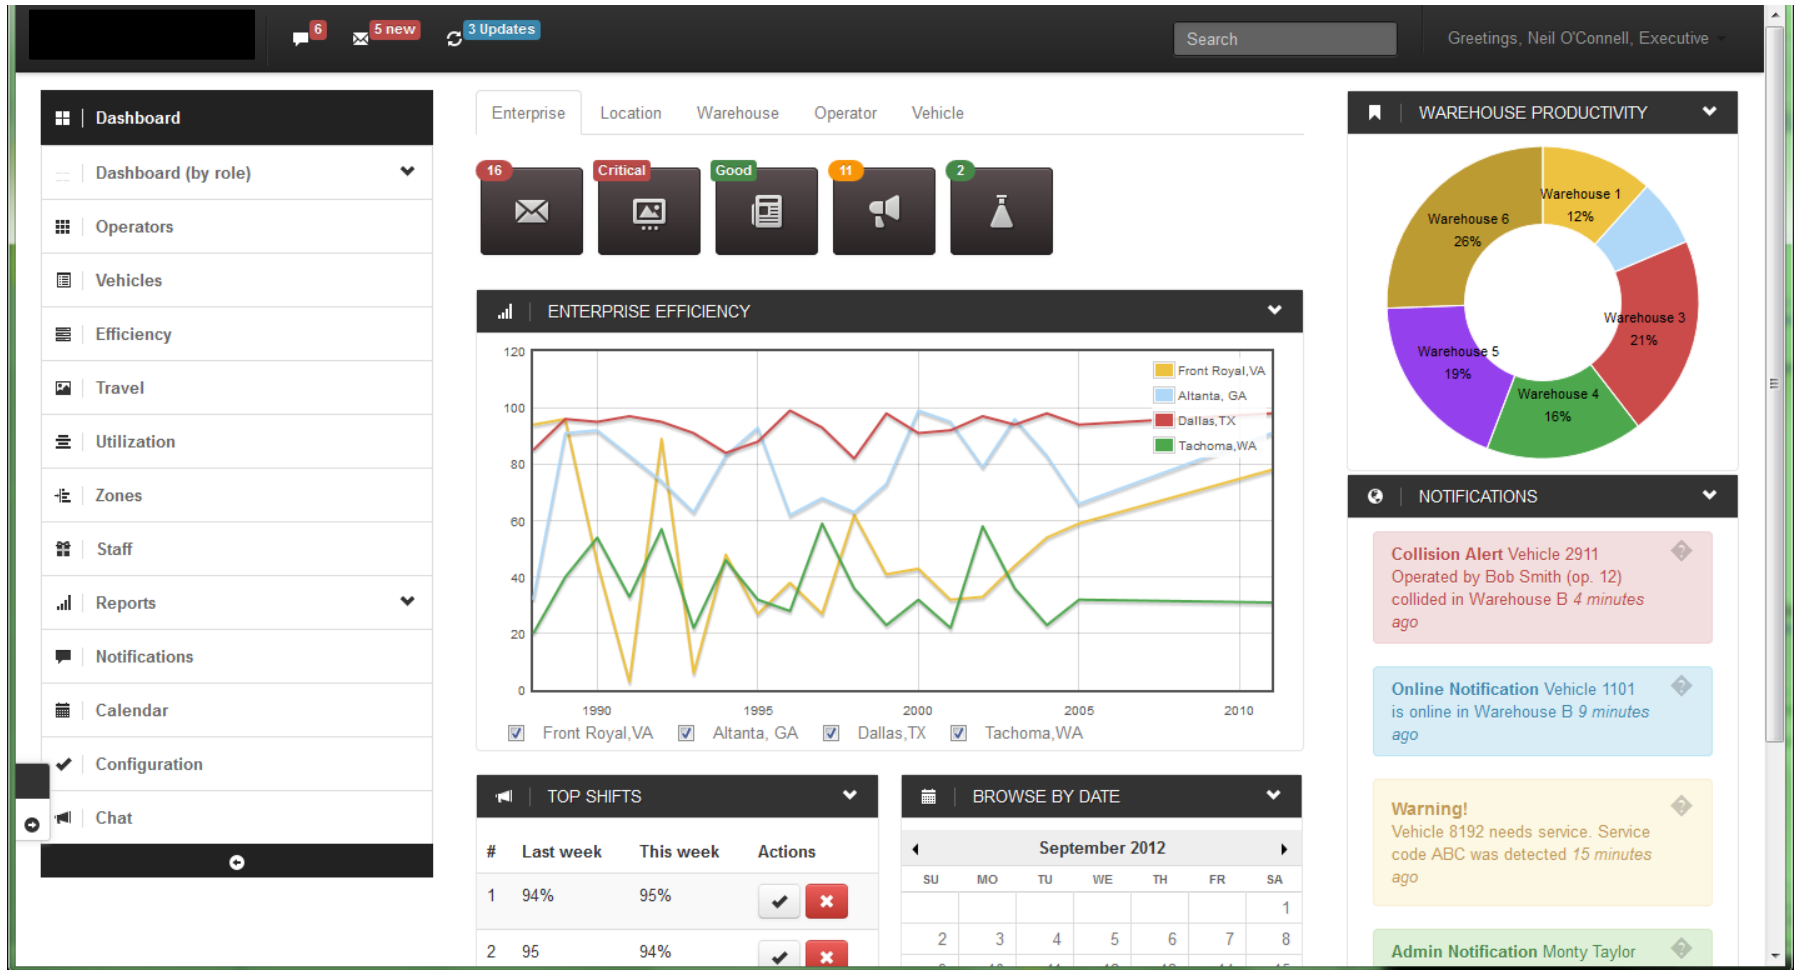 6
5 new
3 Updates
Search
Greetings, Neil O'Connell, Executive
Dashboard
Dashboard (by role)
Operators
Vehicles
Efficiency
Travel
Utilization
Zones
Staff
Reports
Notifications
Calendar
Configuration
Chat
Enterprise
Location
Warehouse
Operator
Vehicle
16
Critical
Good
11
2
ENTERPRISE EFFICIENCY
120
100
80
60
40
20
0
1990
1995
2000
2005
2010
Front Royal,VA
Altanta, GA
Dallas,TX
Tachoma,WA
Front Royal,VA
Altanta, GA
Dallas,TX
Tachoma,WA
TOP SHIFTS
# Last week This week Actions
1 94% 95%
2 95 94%
BROWSE BY DATE
September 2012
SU MO TU WE TH FR SA
1
2 3 4 5 6 7 8
WAREHOUSE PRODUCTIVITY
Warehouse 1
12%
Warehouse 3
21%
Warehouse 4
16%
Warehouse 5
19%
Warehouse 6
26%
NOTIFICATIONS
Collision Alert Vehicle 2911
Operated by Bob Smith (op. 12)
collided in Warehouse B 4 minutes
ago
Online Notification Vehicle 1101
is online in Warehouse B 9 minutes
ago
Warning!
Vehicle 8192 needs service. Service
code ABC was detected 15 minutes
ago
Admin Notification Monty Taylor